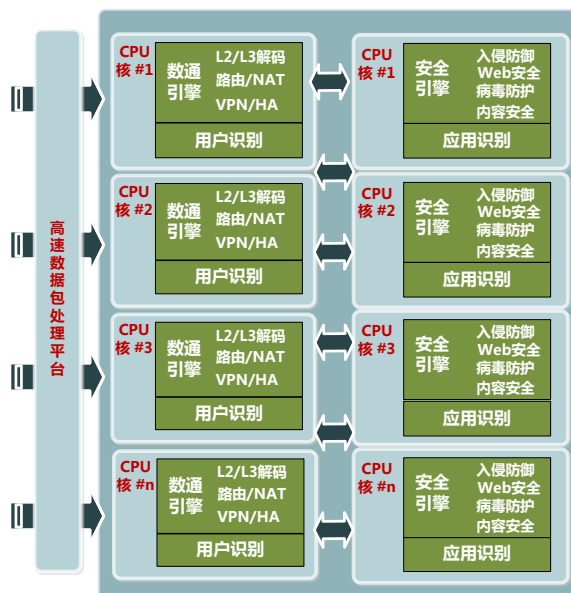 高速数据包处理平台
CPU
核 #1
数通
引擎
L2/L3解码
路由/NAT
VPN/HA
用户识别
CPU
核 #1
安全
引擎
入侵防御
Web安全
病毒防护
内容安全
应用识别
CPU
核 #2
数通
引擎
L2/L3解码
路由/NAT
VPN/HA
用户识别
CPU
核 #2
安全
引擎
入侵防御
Web安全
病毒防护
内容安全
应用识别
CPU
核 #3
数通
引擎
L2/L3解码
路由/NAT
VPN/HA
用户识别
CPU
核 #3
安全
引擎
入侵防御
Web安全
病毒防护
内容安全
应用识别
CPU
核 #n
数通
引擎
L2/L3解码
路由/NAT
VPN/HA
用户识别
CPU
核 #n
安全
引擎
入侵防御
Web安全
病毒防护
内容安全
应用识别